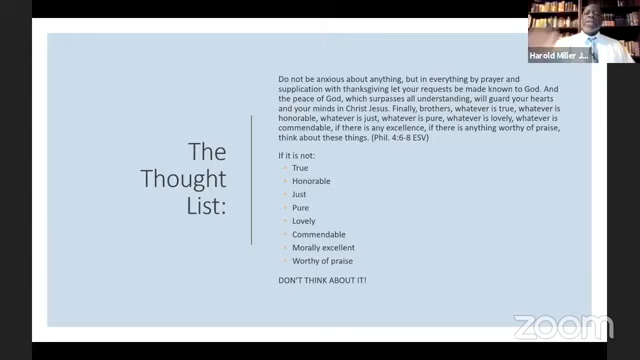 Harold Miller J...
Do not be anxious about anything, but in everything by prayer and
supplication with thanksgiving let your requests be made known to God. And
the peace of God, which surpasses all understanding, will guard your hearts
and your minds in Christ Jesus. Finally, brothers, whatever is true, whatever is
honorable, whatever is just, whatever is pure, whatever is lovely, whatever is
commendable, if there is any excellence, if there is anything worthy of praise,
think about these things. (Phil. 4:6-8 ESV)
The
Thought
List:
If it is not:
True
Honorable
Just
Pure
Lovely
Commendable
Morally excellent
Worthy of praise
DON'T THINK ABOUT IT!
zoom